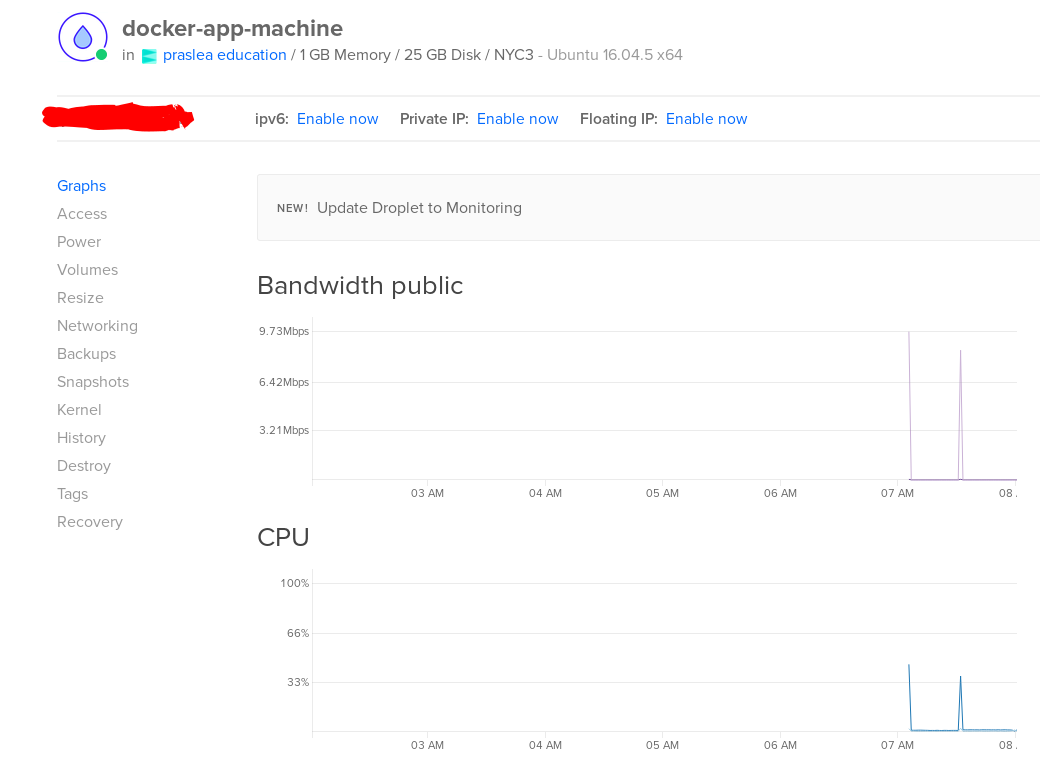 docker-app-machine
in praslea education / 1 GB Memory / 25 GB Disk / NYC3 - Ubuntu 16.04.5 x64
ipv6: Enable now Private IP: Enable now Floating IP: Enable now
Graphs
Access
Power
Volumes
Resize
Networking
Backups
Snapshots
Kernel
History
Destroy
Tags
Recovery
NEW! Update Droplet to Monitoring
Bandwidth public
9.73Mbps
6.42Mbps
3.21Mbps
03 AM 04 AM 05 AM 06 AM 07 AM 08
CPU
100%
66%
33%
03 AM 04 AM 05 AM 06 AM 07 AM 08